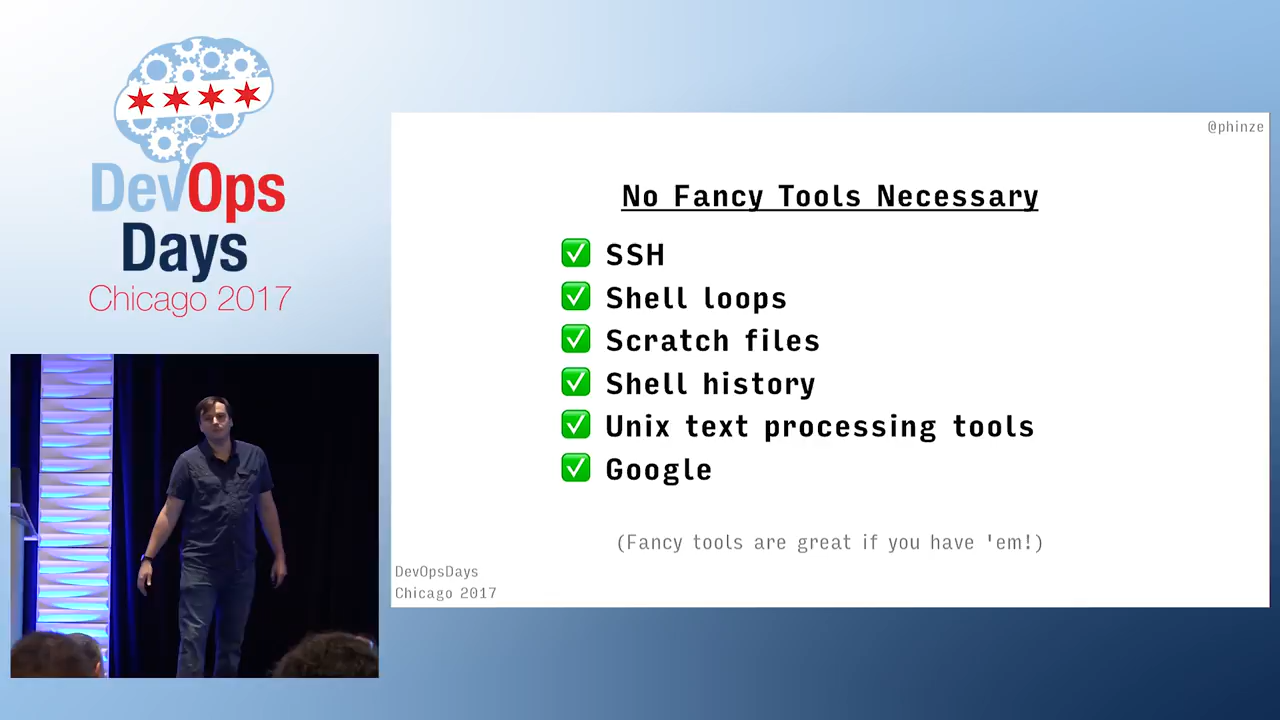 DevOps
Days
Chicago 2017
@phinze
No Fancy Tools Necessary
✅ SSH
✅ Shell loops
✅ Scratch files
✅ Shell history
✅ Unix text processing tools
✅ Google
(Fancy tools are great if you have 'em!)
DevOpsDays
Chicago 2017